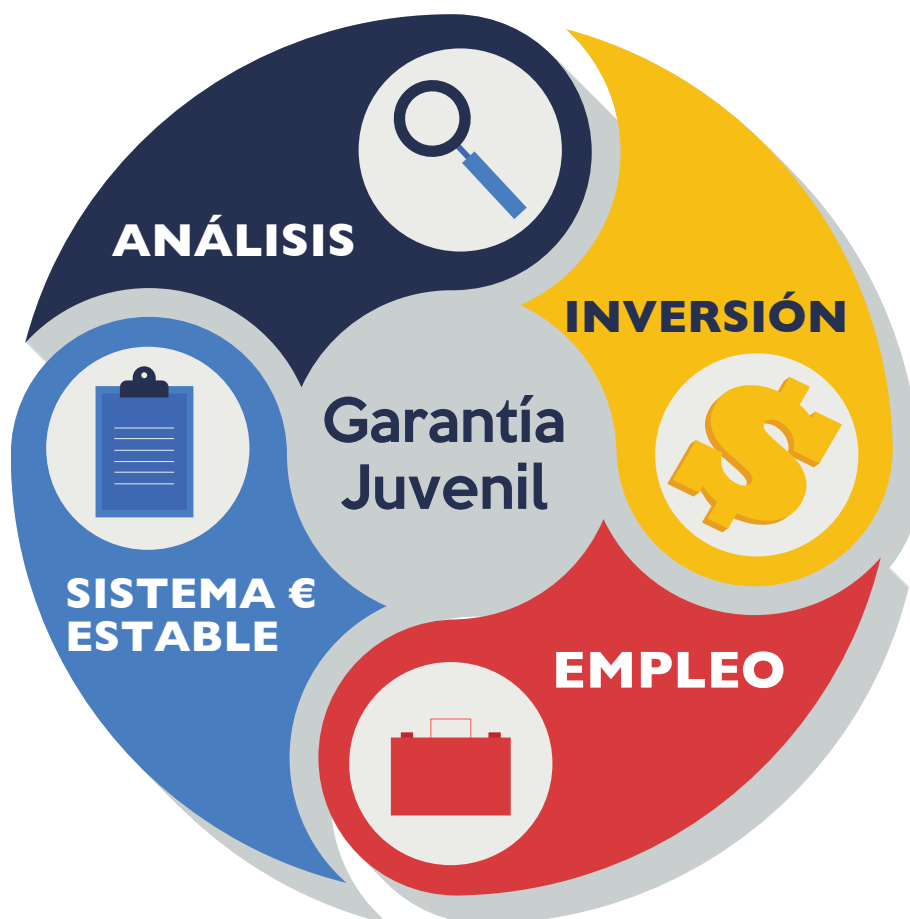 ANÁLISIS
INVERSIÓN
Garantía
Juvenil
SISTEMA €
ESTABLE
EMPLEO